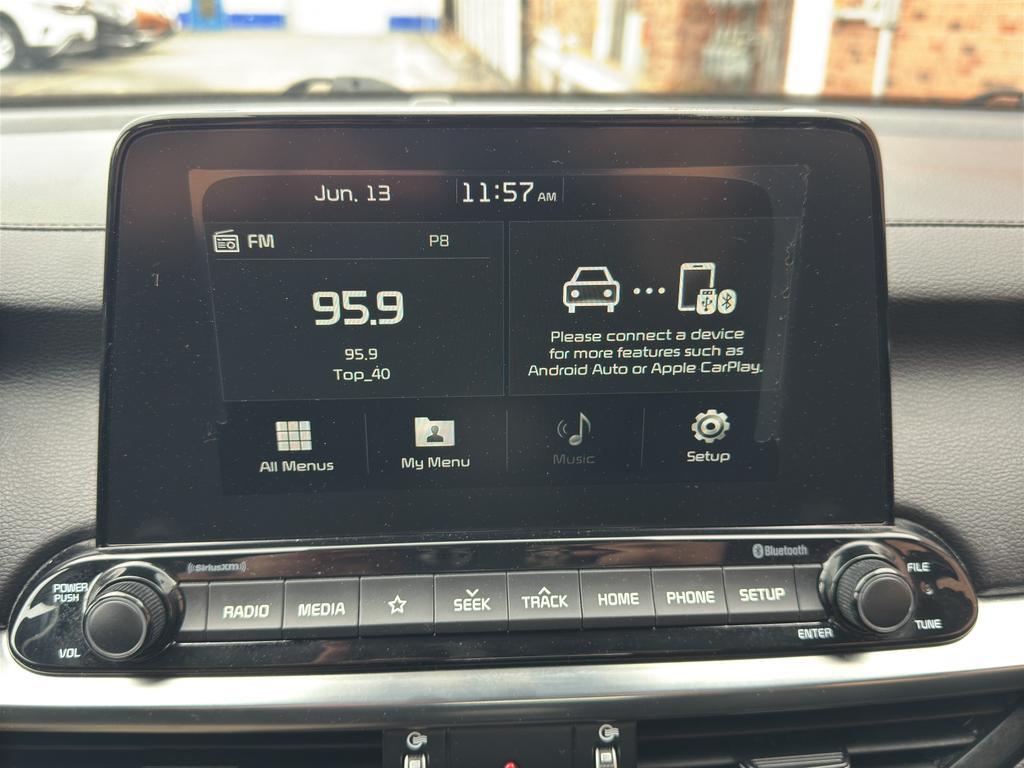 Jun. 13 11:57 AM
FM P8
95.9
95.9
Top_40
Please connect a device
for more features such as
Android Auto or Apple CarPlay.
All Menus My Menu Music Setup
((SiriusXM)) Bluetooth
POWER
PUSH
VOL
RADIO MEDIA SEEK TRACK HOME PHONE SETUP
FILE
ENTER TUNE